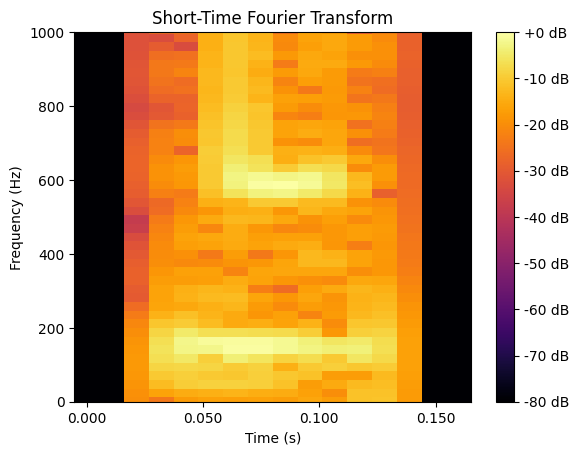 Short-Time Fourier Transform
1000
800
600
400
200
0
Frequency (Hz)
0.000
0.050
0.100
0.150
Time (s)
+0 dB
-10 dB
-20 dB
-30 dB
-40 dB
-50 dB
-60 dB
-70 dB
-80 dB